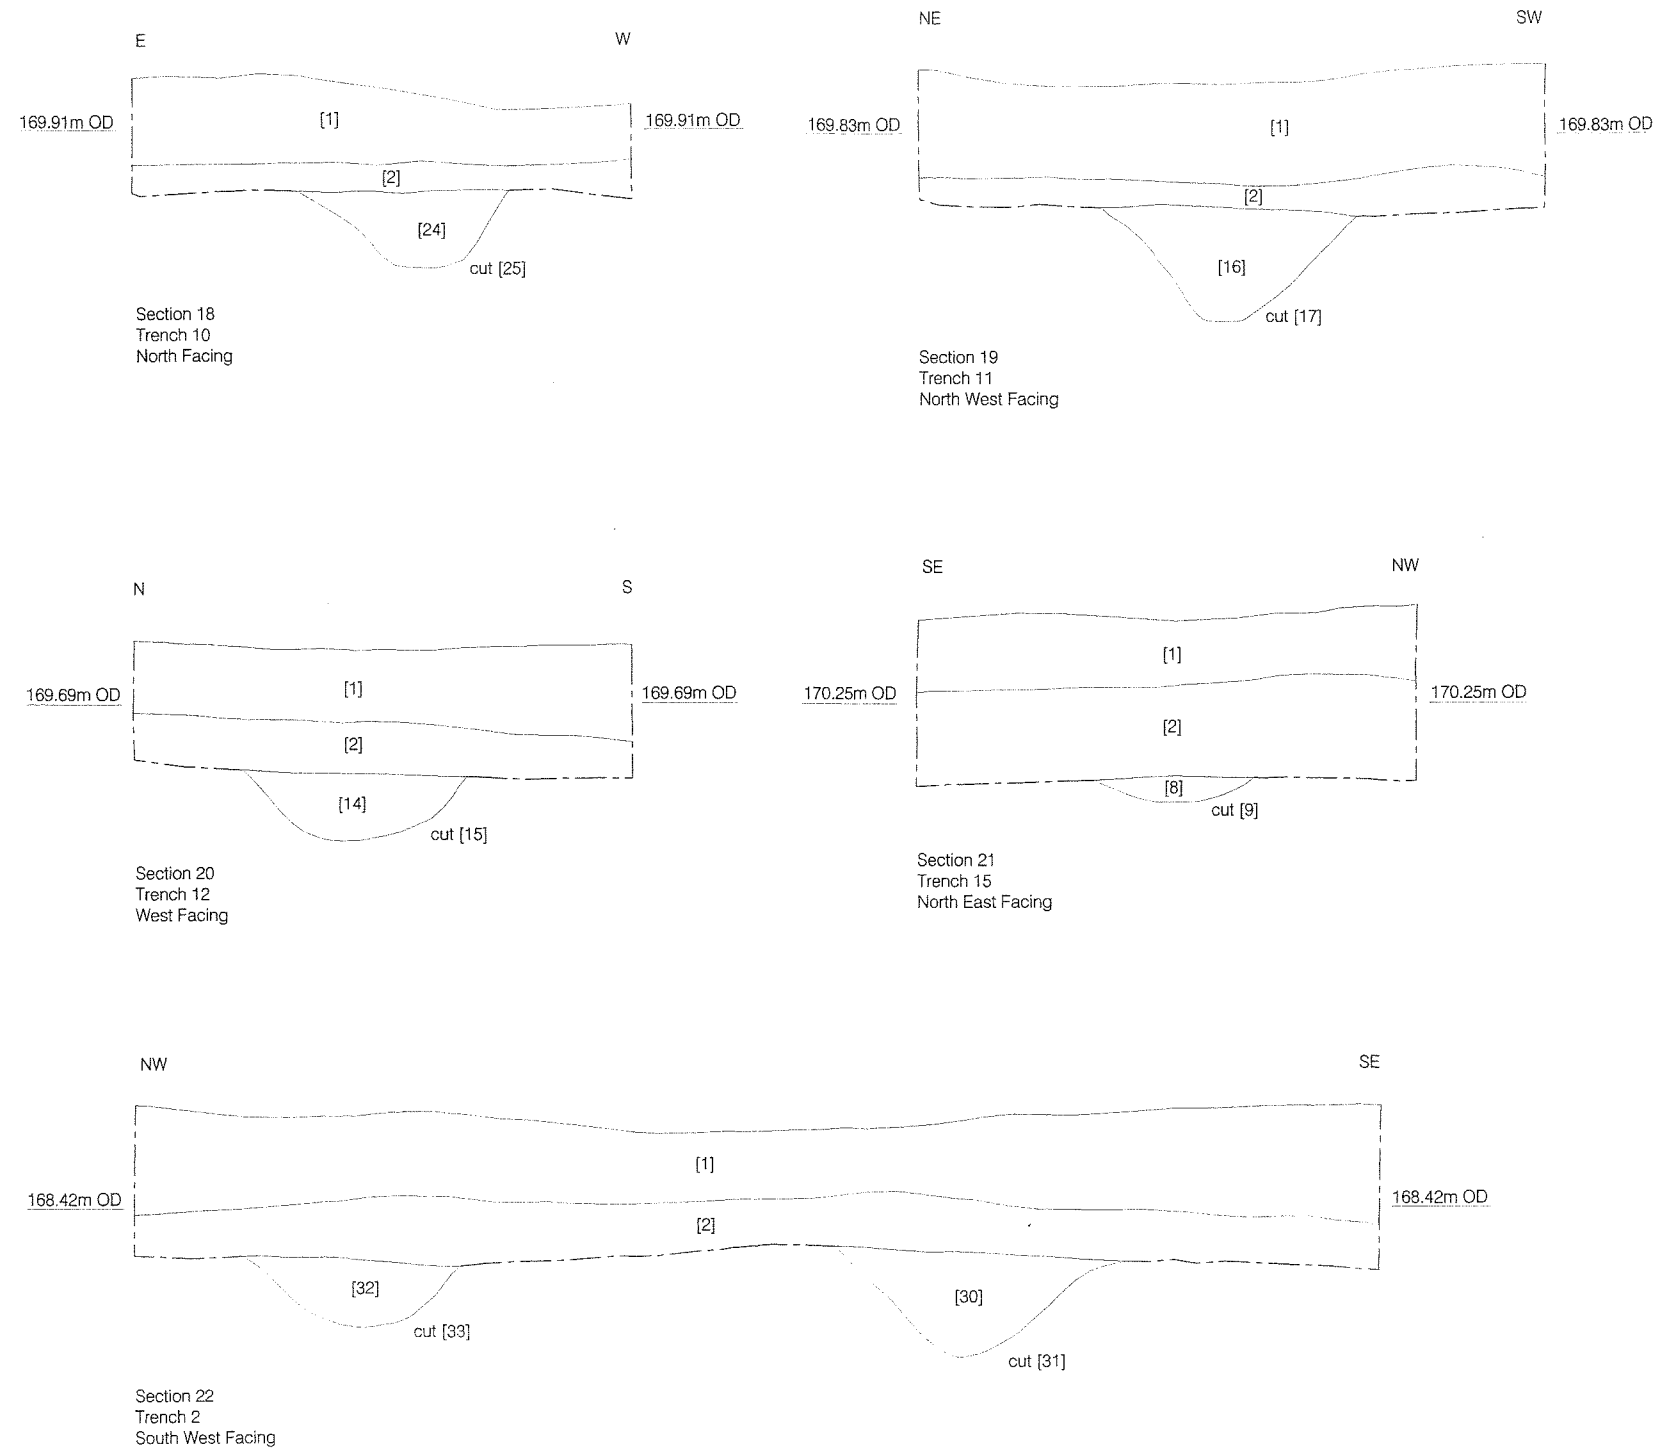 E
W
169.91m OD
[1]
169.91m OD
[2]
[24]
cut [25]
Section 18
Trench 10
North Facing
NE
SW
169.83m OD
[1]
169.83m OD
[2]
[16]
cut [17]
Section 19
Trench 11
North West Facing
N
S
169.69m OD
[1]
169.69m OD
[2]
[14]
cut [15]
Section 20
Trench 12
West Facing
SE
NW
170.25m OD
[1]
170.25m OD
[2]
[8]
cut [9]
Section 21
Trench 15
North East Facing
NW
SE
168.42m OD
[1]
168.42m OD
[2]
[32]
cut [33]
[30]
cut [31]
Section 22
Trench 2
South West Facing